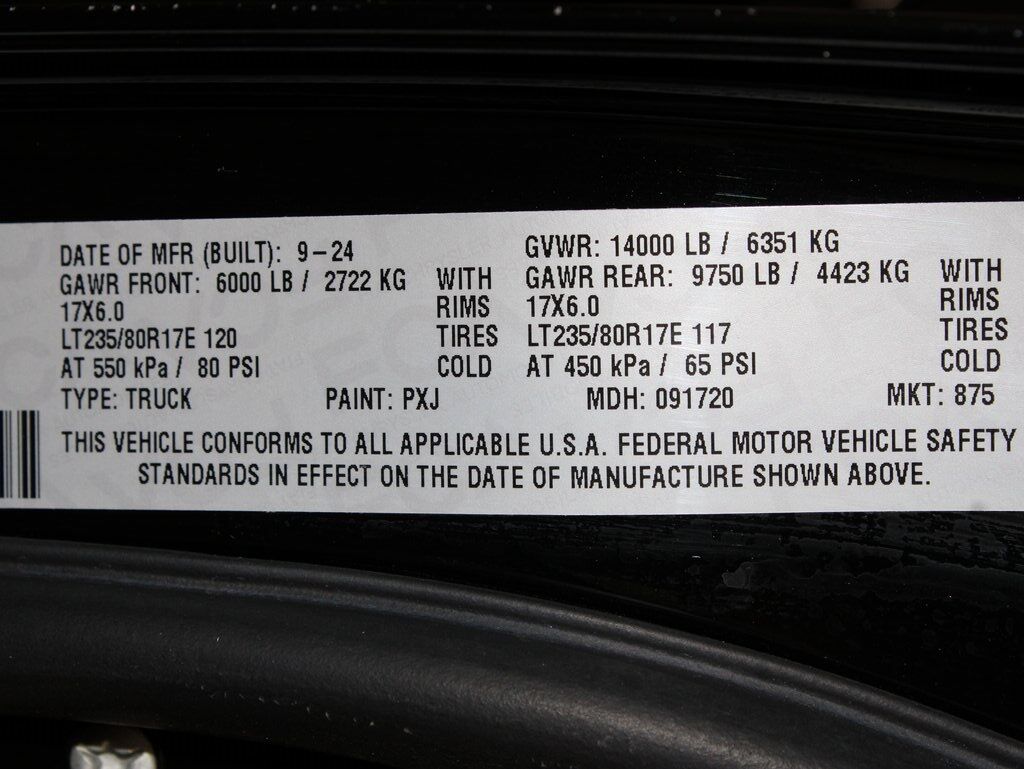 DATE OF MFR (BUILT): 9-24 GVWR: 14000 LB / 6351 KG
GAWR FRONT: 6000 LB / 2722 KG WITH GAWR REAR: 9750 LB / 4423 KG WITH
17X6.0 RIMS 17X6.0 RIMS
LT235/80R17E 120 TIRES LT235/80R17E 117 TIRES
AT 550 kPa / 80 PSI COLD AT 450 kPa / 65 PSI COLD
TYPE: TRUCK PAINT: PXJ MDH: 091720 MKT: 875
THIS VEHICLE CONFORMS TO ALL APPLICABLE U.S.A. FEDERAL MOTOR VEHICLE SAFETY
STANDARDS IN EFFECT ON THE DATE OF MANUFACTURE SHOWN ABOVE.